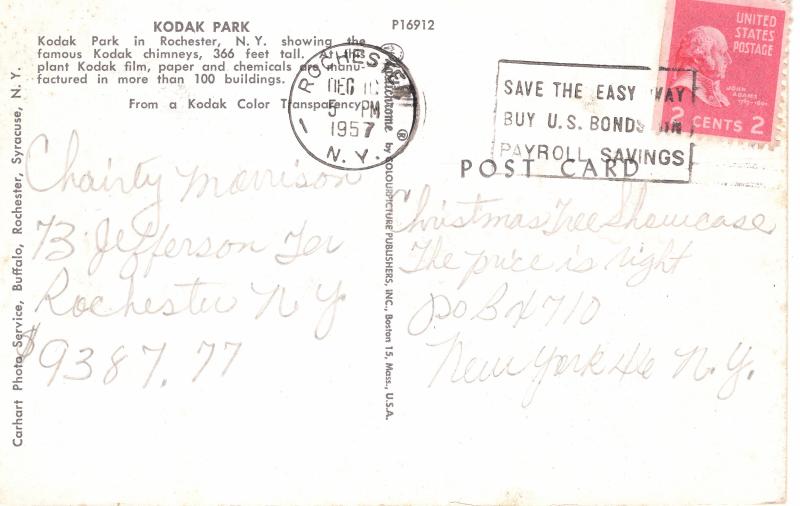 KODAK PARK
Kodak Park in Rochester, N. Y. showing the
famous Kodak chimneys, 366 feet tall. At this
plant Kodak film, paper and chemicals are manu-
factured in more than 100 buildings.
From a Kodak Color Transparency
P16912
ROCHESTER
DEC
5 PM
1957
N. Y.
1
SAVE THE EASY WAY
BUY U.S. BONDS ON
PAYROLL SAVINGS
UNITED
STATES
POSTAGE
JOHN
ADAMS
2 CENTS 2
POST CARD
Chairity Morrison
73 Jefferson Ter
Rochester N Y.
$9387.77
Christmas Tree Showcase
The price is right
PO BX 710
New York 46 N.Y.
Carhart Photo Service, Buffalo, Rochester, Syracuse, N. Y.
® by COLOURPICTURE PUBLISHERS, INC., Boston 15, Mass., U.S.A.